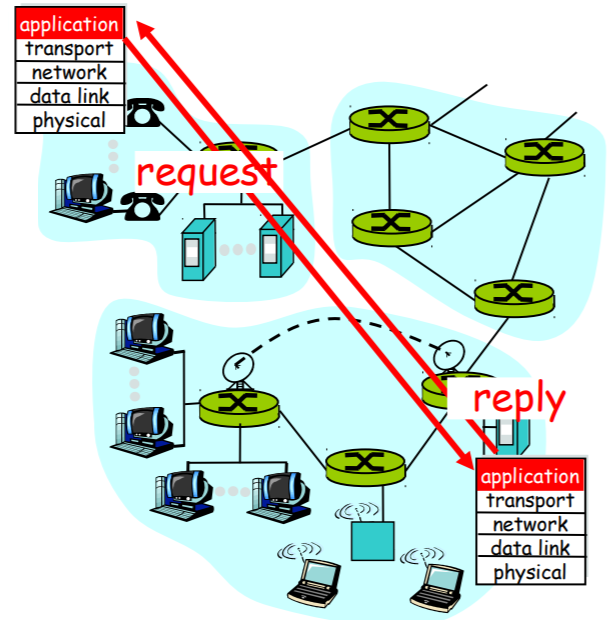 application
transport
network
data link
physical
request
reply
application
transport
network
data link
physical